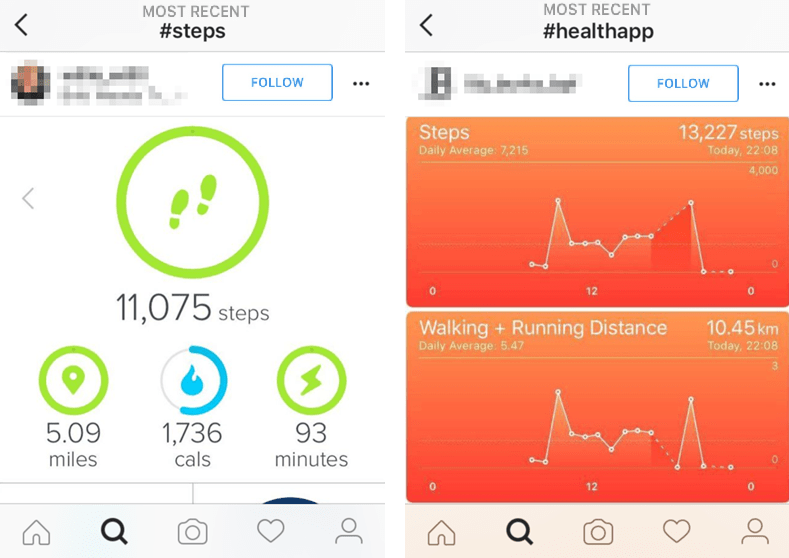 MOST RECENT
#steps
FOLLOW
11,075 steps
5.09
miles
1,736
cals
93
minutes
MOST RECENT
#healthapp
FOLLOW
Steps
13,227 steps
Daily Average: 7,215
Today, 22:08
4,000
0
0
12
0
Walking + Running Distance
10.45 km
Daily Average: 5.47
Today, 22:08
3
0
0
12
0